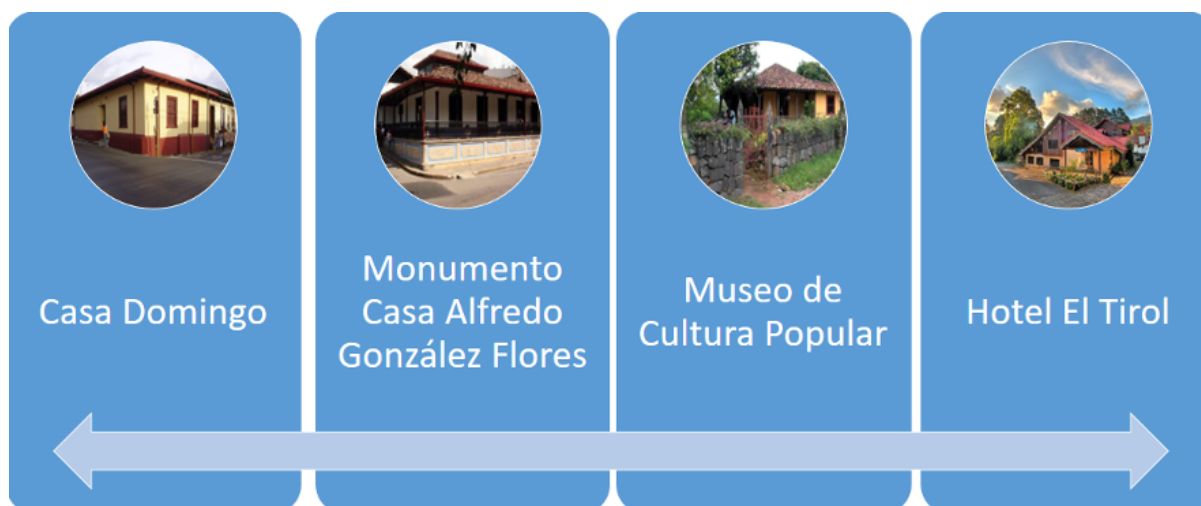 Casa Domingo
Monumento
Casa Alfredo
González Flores
Museo de
Cultura Popular
Hotel El Tirol